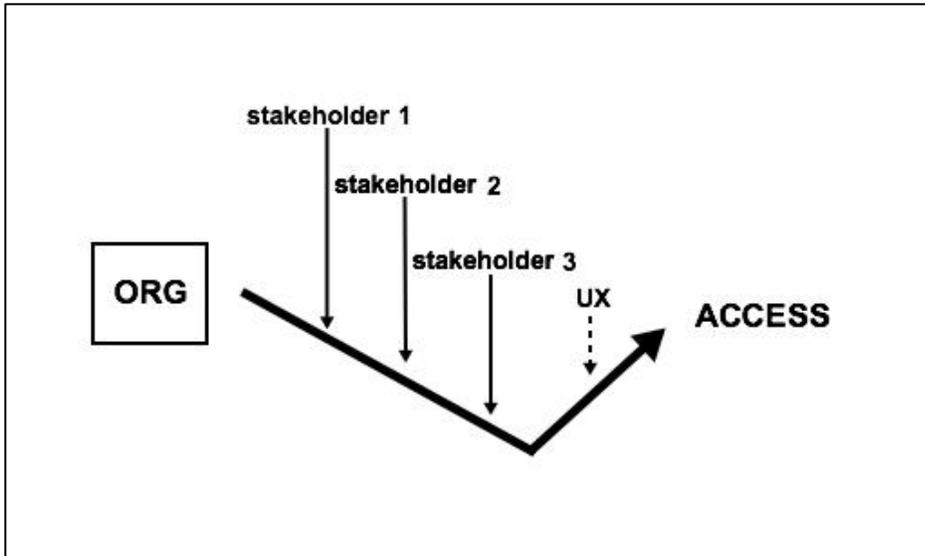 stakeholder 1
stakeholder 2
stakeholder 3
ORG
UX
ACCESS